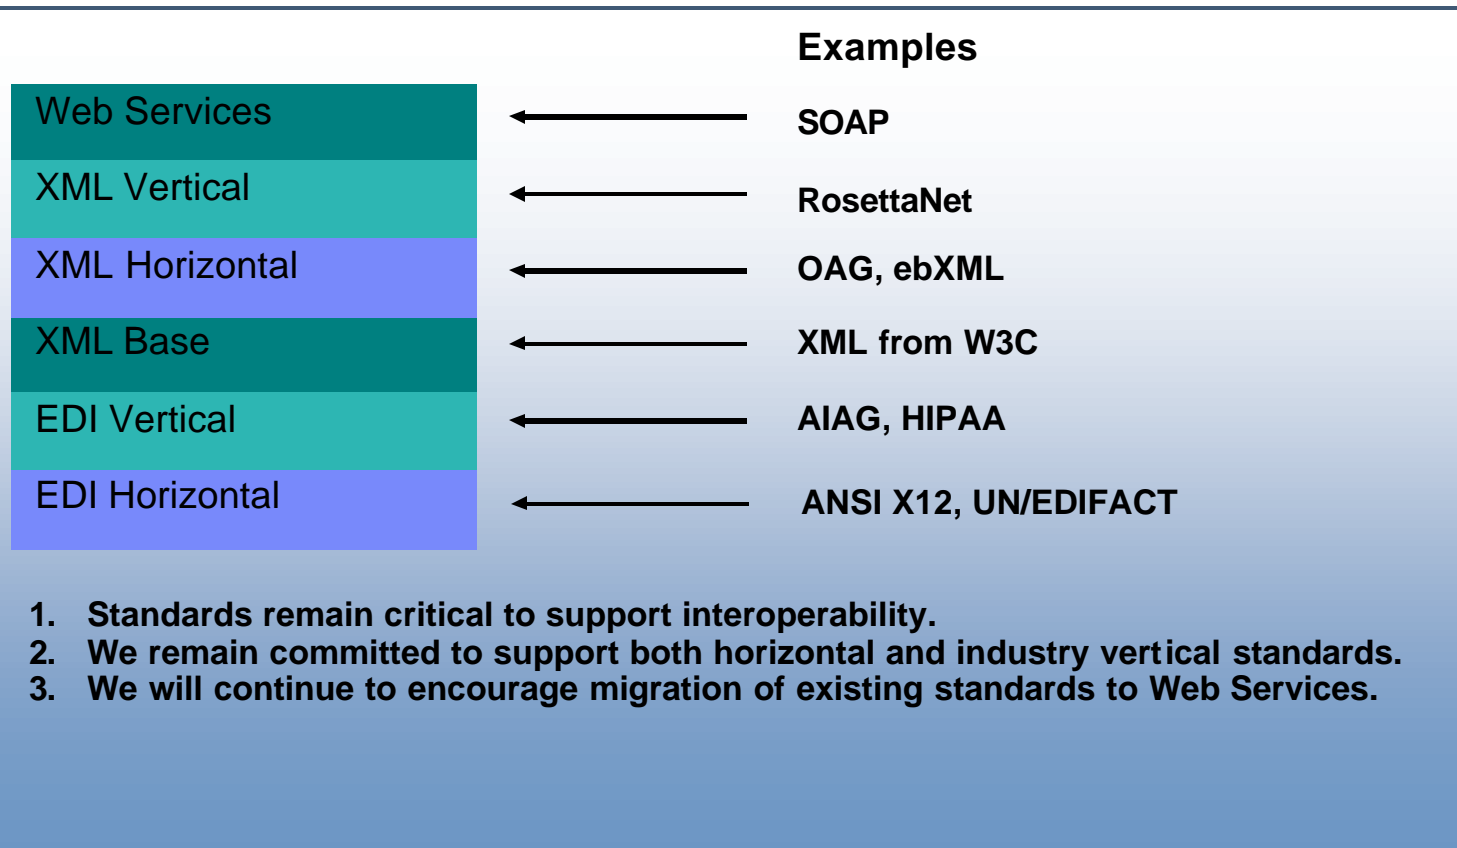 Examples
Web Services
SOAP
XML Vertical
RosettaNet
XML Horizontal
OAG, ebXML
XML Base
XML from W3C
EDI Vertical
AIAG, HIPAA
EDI Horizontal
ANSI X12, UN/EDIFACT
1. Standards remain critical to support interoperability.
2. We remain committed to support both horizontal and industry vertical standards.
3. We will continue to encourage migration of existing standards to Web Services.